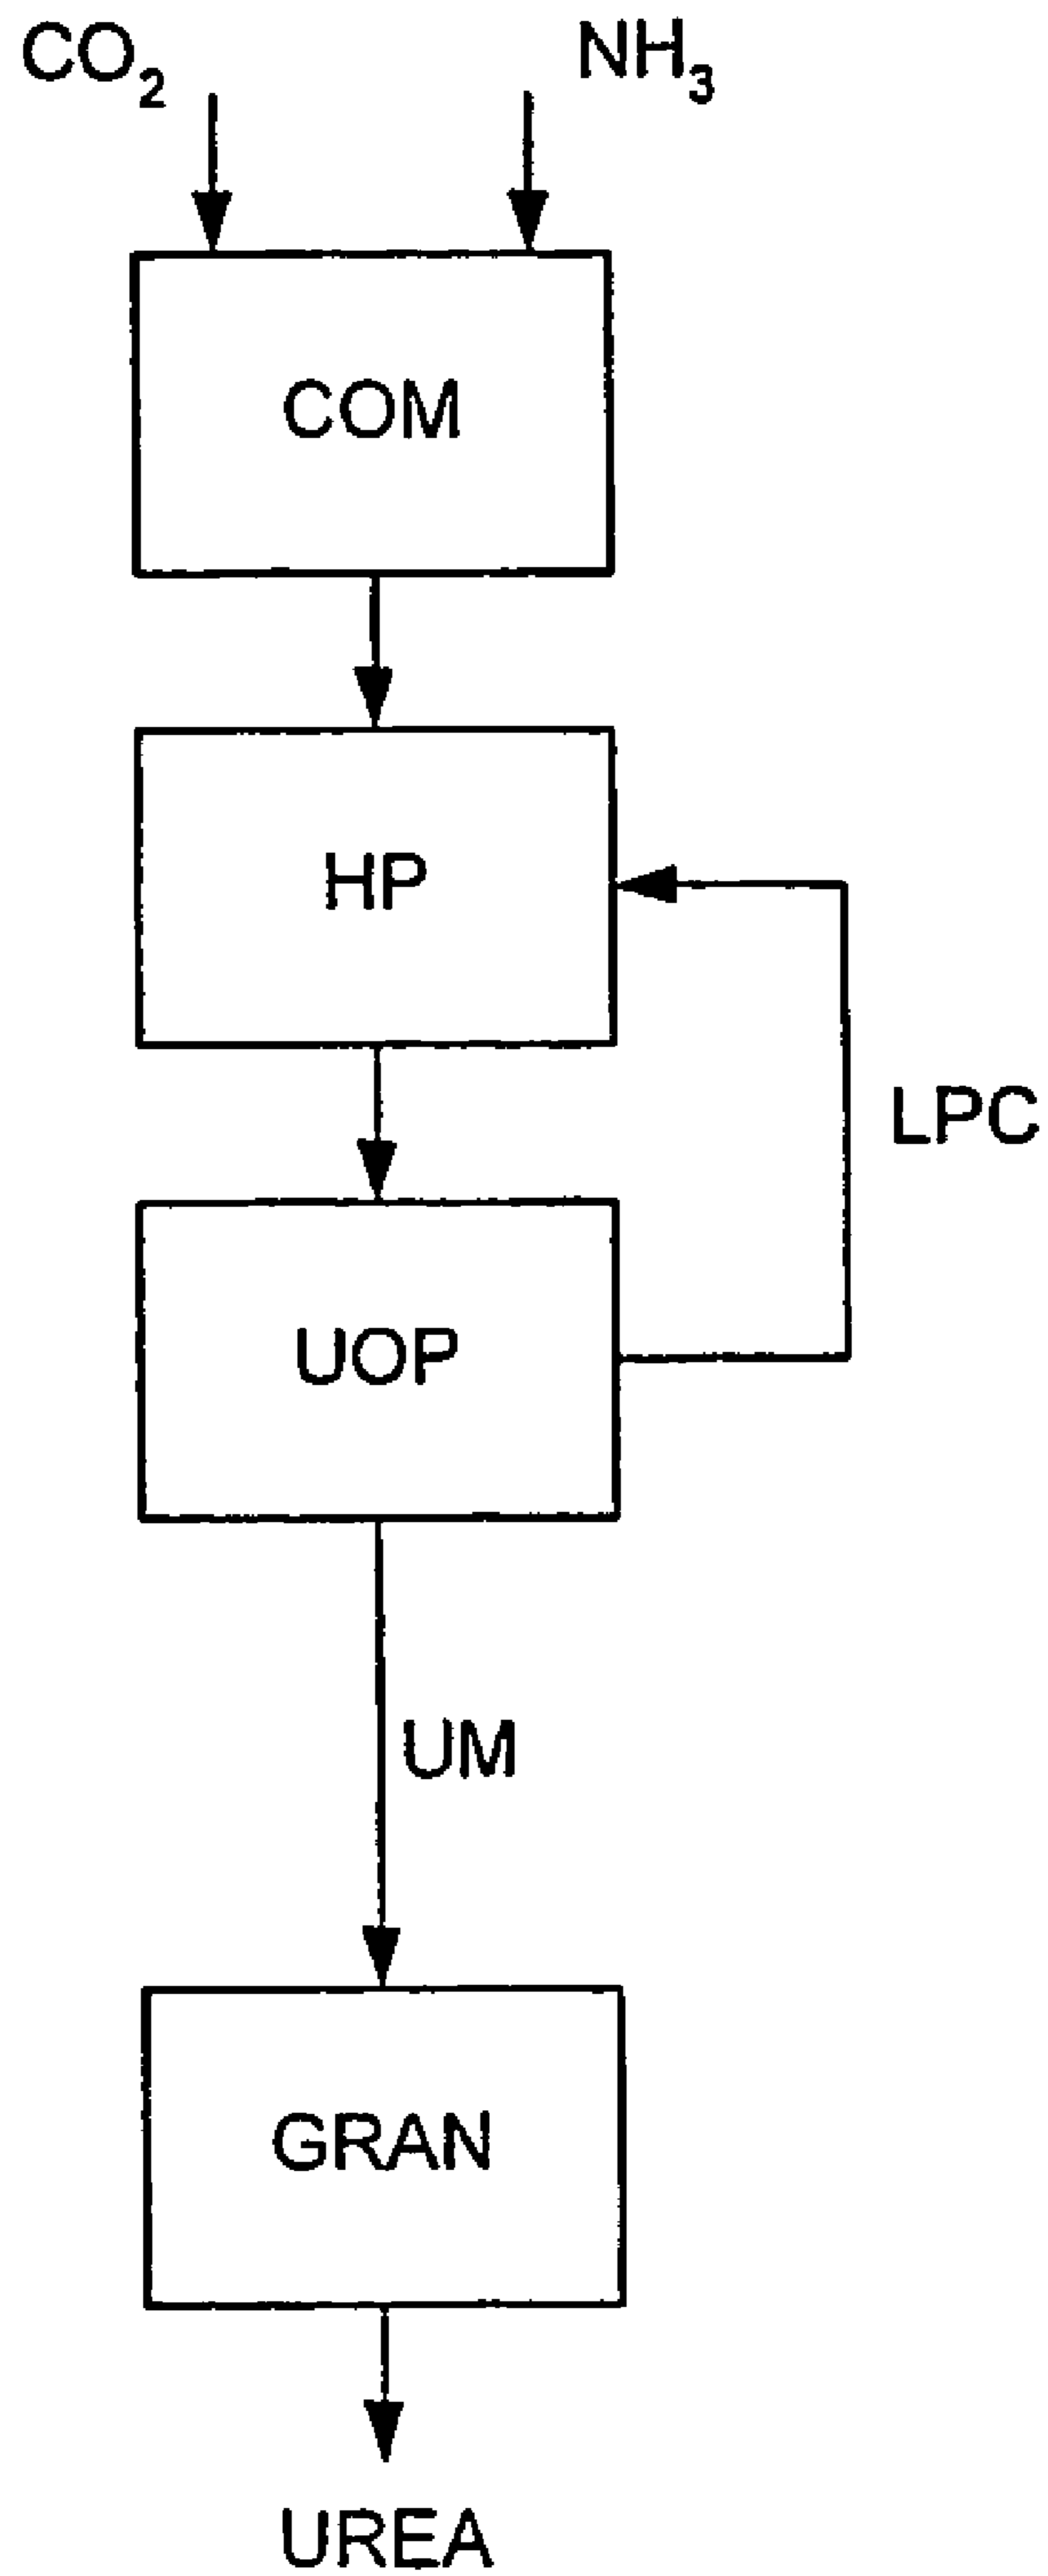 CO₂ NH₃
COM
HP
LPC
UOP
UM
GRAN
UREA